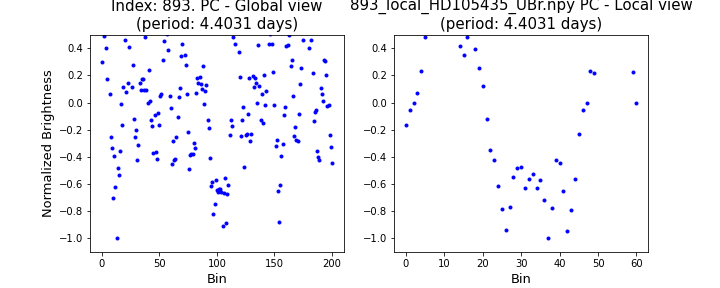 Index: 893. PC - Global view
(period: 4.4031 days)
893_local_HD105435_UBr.npy PC - Local view
(period: 4.4031 days)
Normalized Brightness
0.4
0.2
0.0
−0.2
−0.4
−0.6
−0.8
−1.0
0 50 100 150 200
Bin
0.4
0.2
0.0
−0.2
−0.4
−0.6
−0.8
−1.0
0 10 20 30 40 50 60
Bin